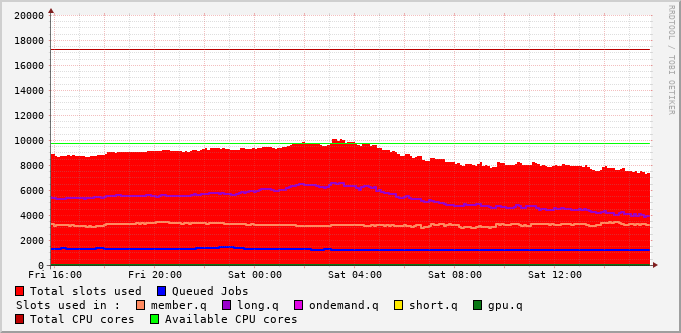 RRDTOOL / TOBI OETIKER
20000
18000
16000
14000
12000
10000
8000
6000
4000
2000
0
Fri 16:00 Fri 20:00 Sat 00:00 Sat 04:00 Sat 08:00 Sat 12:00
Total slots used Queued Jobs
Slots used in : member.q long.q ondemand.q short.q gpu.q
Total CPU cores Available CPU cores